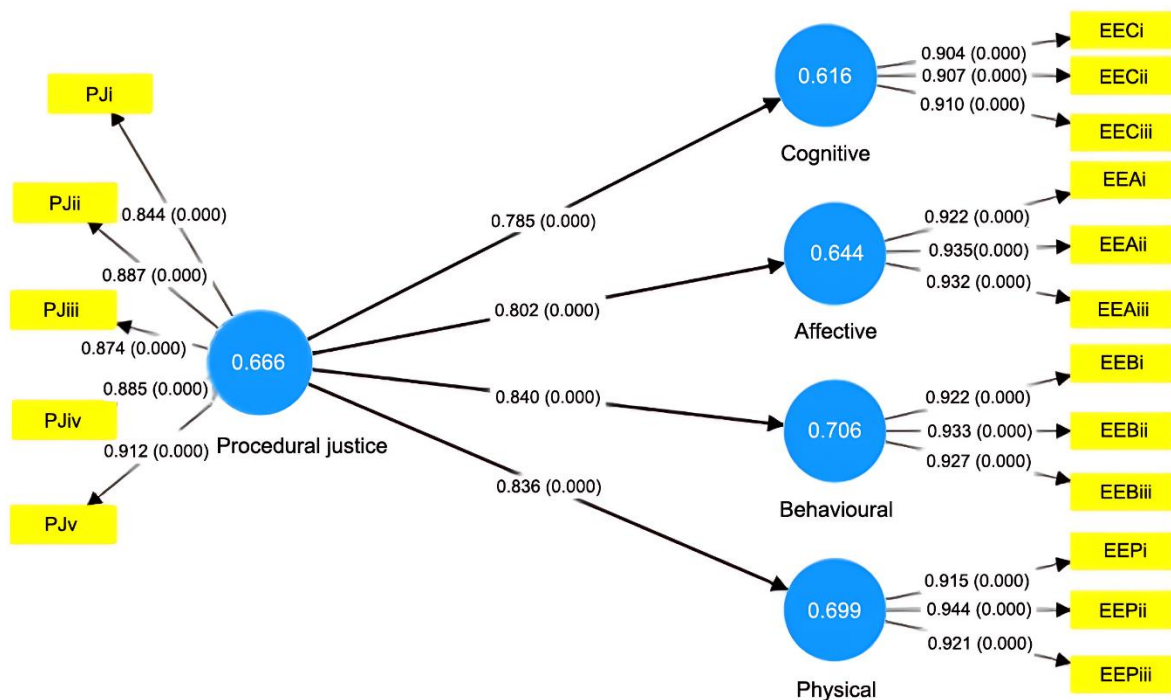 PJi
PJii
PJiii
PJiv
PJv
0.844 (0.000)
0.887 (0.000)
0.874 (0.000)
0.885 (0.000)
0.912 (0.000)
0.666
Procedural justice
0.785 (0.000)
0.802 (0.000)
0.840 (0.000)
0.836 (0.000)
0.616
Cognitive
0.904 (0.000)
0.907 (0.000)
0.910 (0.000)
EECi
EECii
EECiii
0.644
Affective
0.922 (0.000)
0.935(0.000)
0.932 (0.000)
EEAi
EEAii
EEAiii
0.706
Behavioural
0.922 (0.000)
0.933 (0.000)
0.927 (0.000)
EEBi
EEBii
EEBiii
0.699
Physical
0.915 (0.000)
0.944 (0.000)
0.921 (0.000)
EEPi
EEPii
EEPiii